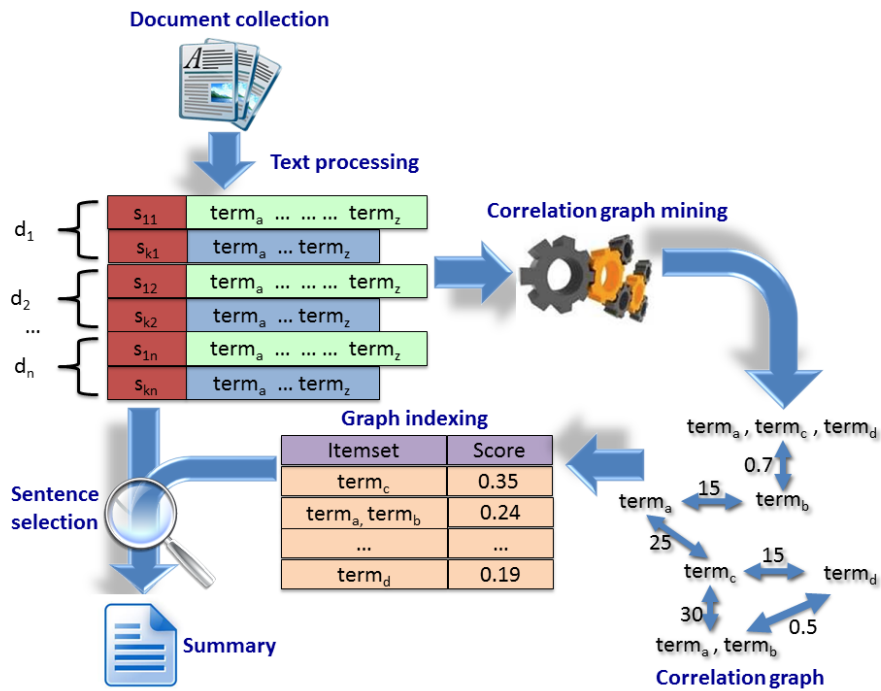 Document collection
Text processing
d1
s11 terma ... ... ... termz
sk1 terma ... termz
d2
s12 terma ... ... ... termz
sk2 terma ... termz
...
dn
s1n terma ... ... ... termz
skn terma ... termz
Correlation graph mining
Graph indexing
Itemset Score
termc 0.35
terma, termb 0.24
... ...
termd 0.19
terma , termc , termd
0.7
terma 15 termb
25
termc 15 termd
30
0.5
terma , termb
Correlation graph
Sentence
selection
Summary